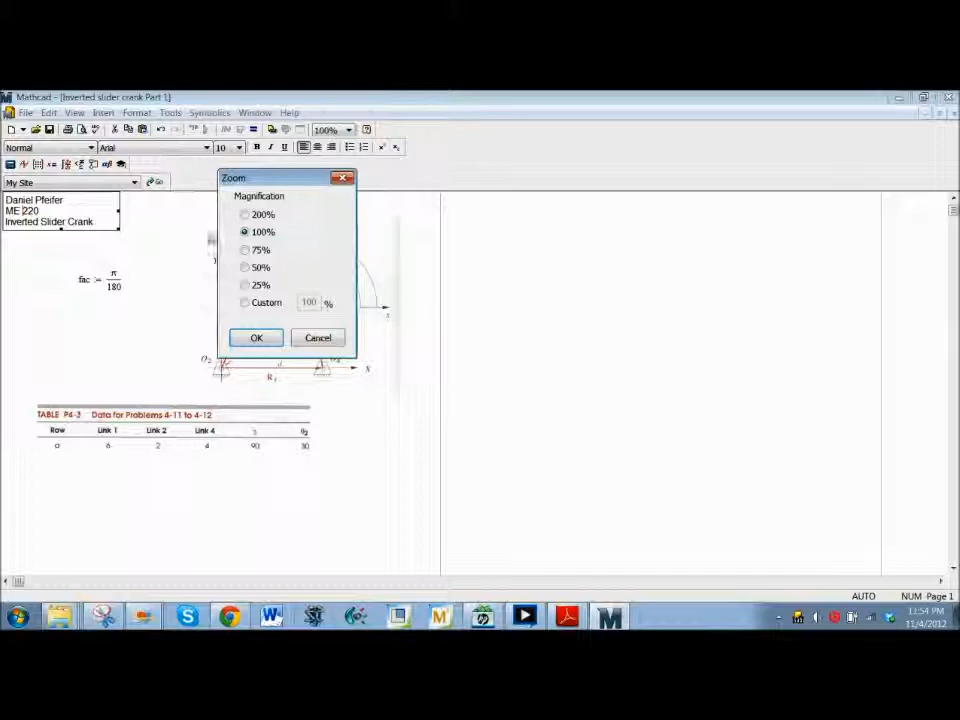 Mathcad - [Inverted slider crank Part 1]
File Edit View Insert Format Tools Symbolics Window Help
100%
Normal Arial 10 B I U
My Site Go
Daniel Pfeifer
ME 220
Inverted Slider Crank
fac := π
180
Zoom
Magnification
200%
100%
75%
50%
25%
Custom 100 %
OK Cancel
x
O2 d X
R1
TABLE P4-3 Data for Problems 4-11 to 4-12
Row Link 1 Link 2 Link 4 θ2
a 6 2 4 90 30
AUTO NUM Page 1
11:54 PM
11/4/2012